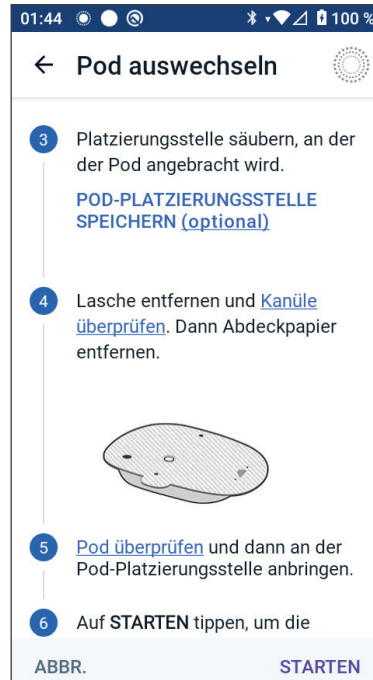 01:44 100 %
Pod auswechseln
3 Platzierungsstelle säubern, an der
der Pod angebracht wird.
POD-PLATZIERUNGSSTELLE
SPEICHERN (optional)
4 Lasche entfernen und Kanüle
überprüfen. Dann Abdeckpapier
entfernen.
5 Pod überprüfen und dann an der
Pod-Platzierungsstelle anbringen.
6 Auf STARTEN tippen, um die
ABBR. STARTEN